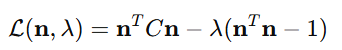 ℒ(𝐧, λ) = 𝐧ᵀC𝐧 − λ(𝐧ᵀ𝐧 − 1)